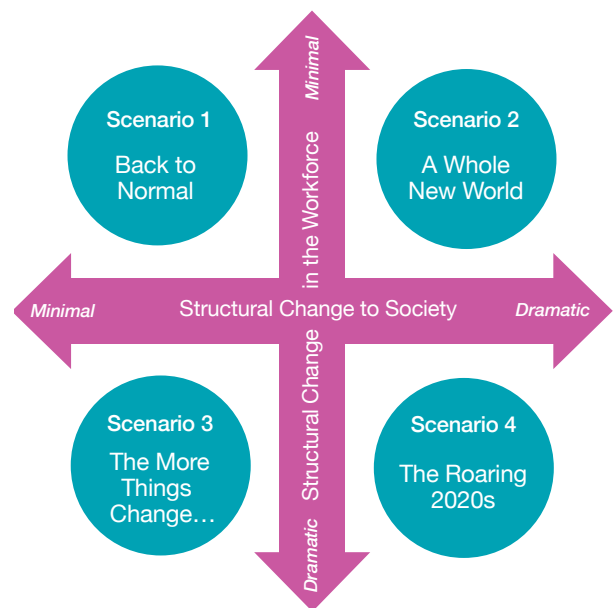 Minimal
Scenario 1
Back to
Normal
Scenario 2
A Whole
New World
Structural Change in the Workforce
Minimal
Structural Change to Society
Dramatic
Scenario 3
The More
Things
Change…
Scenario 4
The Roaring
2020s
Dramatic